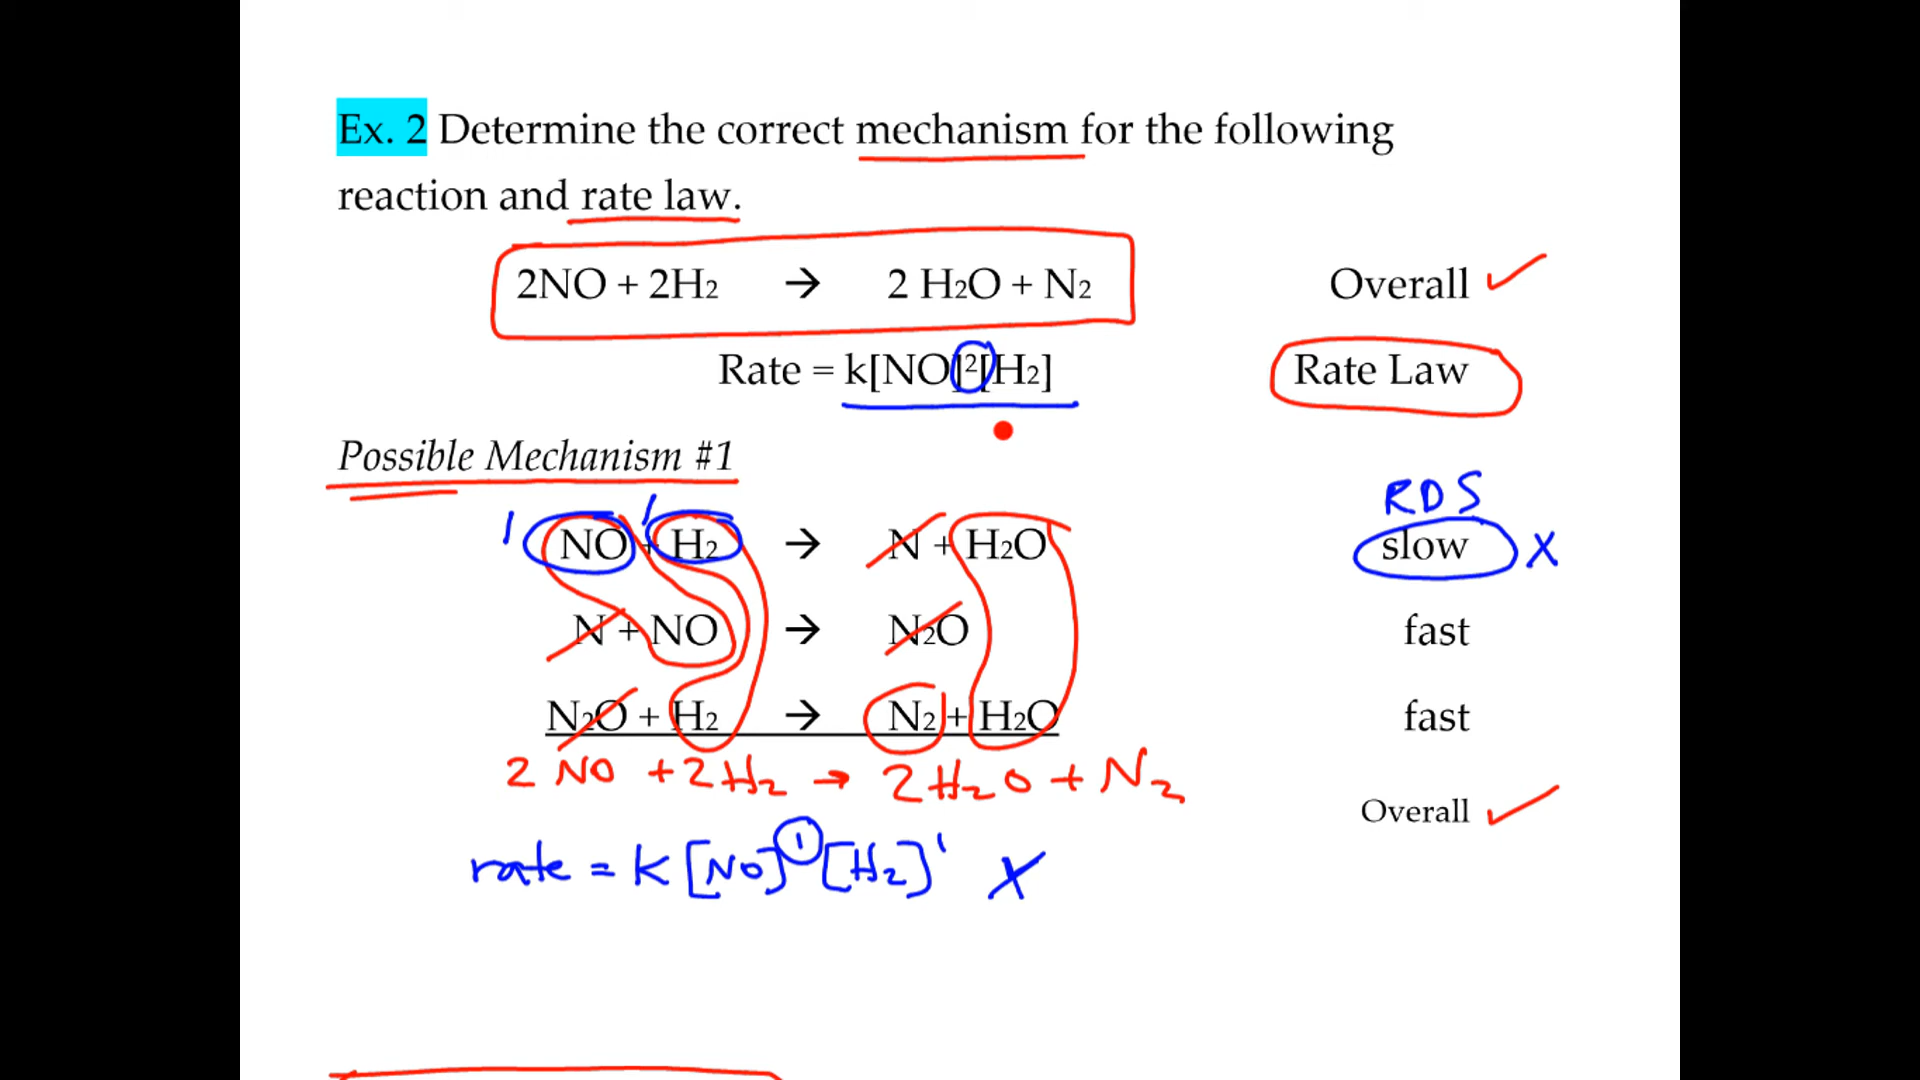 Ex. 2 Determine the correct mechanism for the following
reaction and rate law.
2NO + 2H₂ → 2 H₂O + N₂ Overall ✓
Rate = k[NO]²[H₂] Rate Law
Possible Mechanism #1
RDS
1 NO + 1 H₂ → N + H₂O slow X
N + NO → N₂O fast
N₂O + H₂ → N₂ + H₂O fast
2 NO + 2H₂ → 2H₂O + N₂
Overall ✓
rate = k[NO]¹[H₂]¹ X